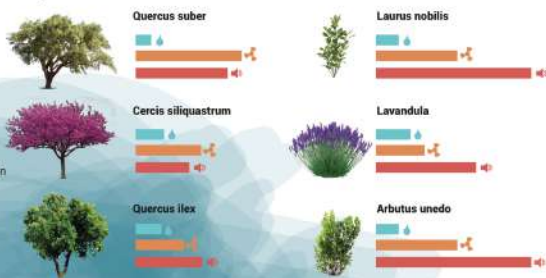 Quercus suber
Laurus nobilis
Cercis siliquastrum
Lavandula
n
Quercus ilex
Arbutus unedo